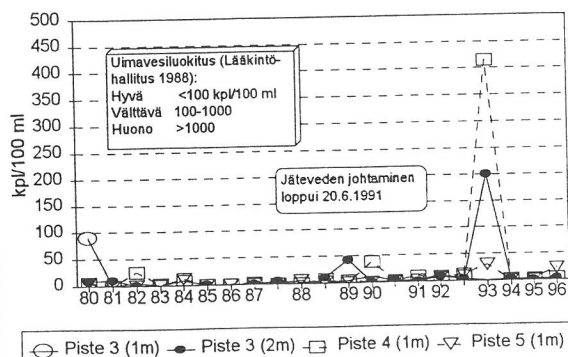 500
450
400
350
300
250
200
150
100
50
0
kpl/100 ml
Uimavesiluokitus (Lääkintö-
hallitus 1988):
Hyvä <100 kpl/100 ml
Välttävä 100-1000
Huono >1000
Jäteveden johtaminen
loppui 20.6.1991
80 81 82 83 84 85 86 87 88 89 90 91 92 93 94 95 96
Piste 3 (1m) Piste 3 (2m) Piste 4 (1m) Piste 5 (1m)